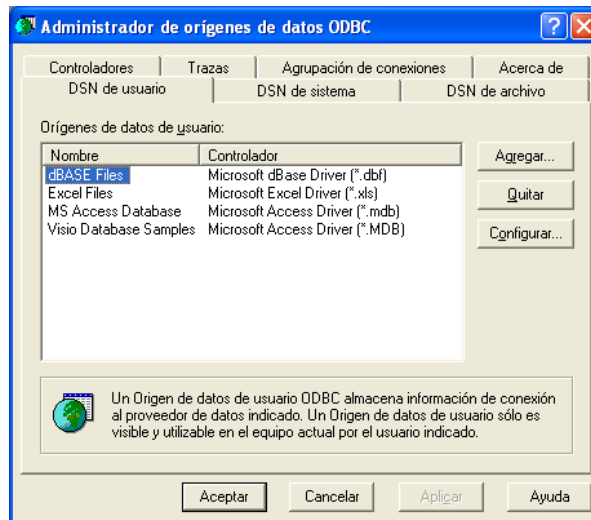 Administrador de orígenes de datos ODBC
Controladores Trazas Agrupación de conexiones Acerca de
DSN de usuario DSN de sistema DSN de archivo
Orígenes de datos de usuario:
Nombre Controlador
dBASE Files Microsoft dBase Driver (*.dbf)
Excel Files Microsoft Excel Driver (*.xls)
MS Access Database Microsoft Access Driver (*.mdb)
Visio Database Samples Microsoft Access Driver (*.MDB)
Agregar...
Quitar
Configurar...
Un Origen de datos de usuario ODBC almacena información de conexión
al proveedor de datos indicado. Un Origen de datos de usuario sólo es
visible y utilizable en el equipo actual por el usuario indicado.
Aceptar Cancelar Aplicar Ayuda